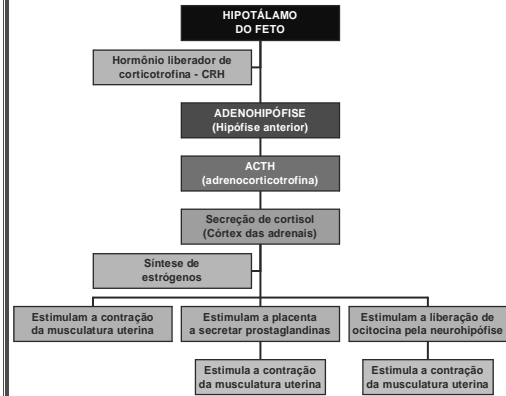 HIPOTÁLAMO
DO FETO
Hormônio liberador de
corticotrofina - CRH
ADENOHIPÓFISE
(Hipófise anterior)
ACTH
(adrenocorticotrofina)
Secreção de cortisol
(Córtex das adrenais)
Síntese de
estrógenos
Estimulam a contração
da musculatura uterina
Estimulam a placenta
a secretar prostaglandinas
Estimulam a liberação de
ocitocina pela neurohipófise
Estimula a contração
da musculatura uterina
Estimula a contração
da musculatura uterina